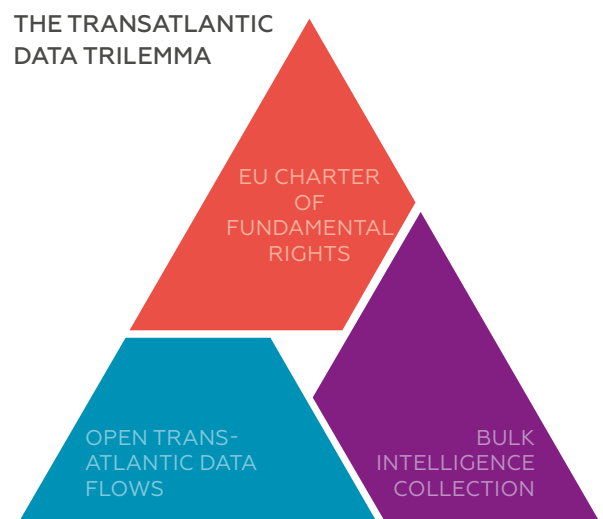 THE TRANSATLANTIC
DATA TRILEMMA
EU CHARTER
OF
FUNDAMENTAL
RIGHTS
OPEN TRANS-
ATLANTIC DATA
FLOWS
BULK
INTELLIGENCE
COLLECTION